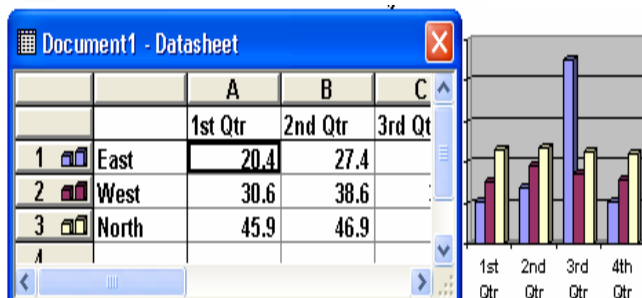 Document1 - Datasheet
A B C
1st Qtr 2nd Qtr 3rd Qt
1 East 20.4 27.4
2 West 30.6 38.6
3 North 45.9 46.9
4
1st 2nd 3rd 4th
Qtr Qtr Qtr Qtr